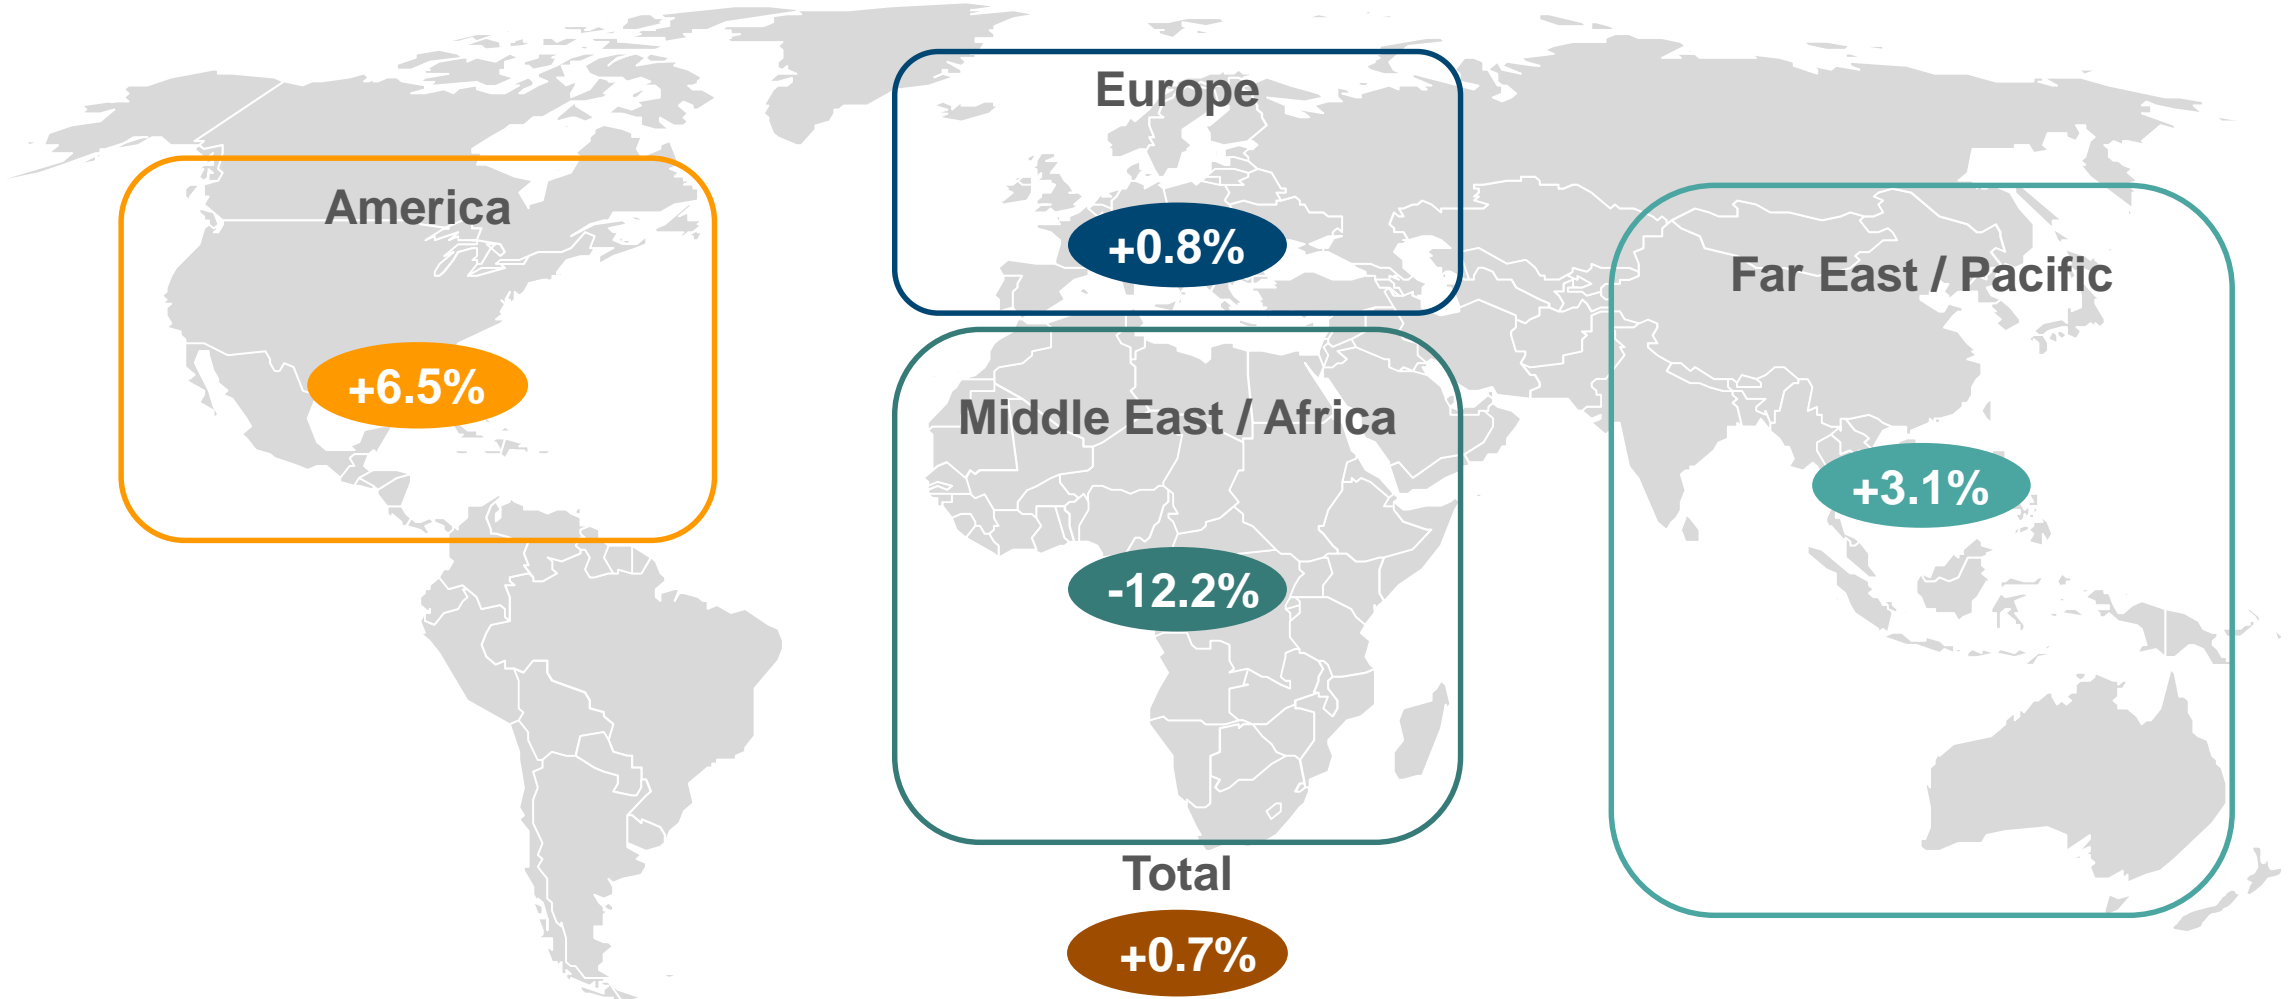 Europe
+0.8%
America
+6.5%
Far East / Pacific
+3.1%
Middle East / Africa
-12.2%
Total
+0.7%